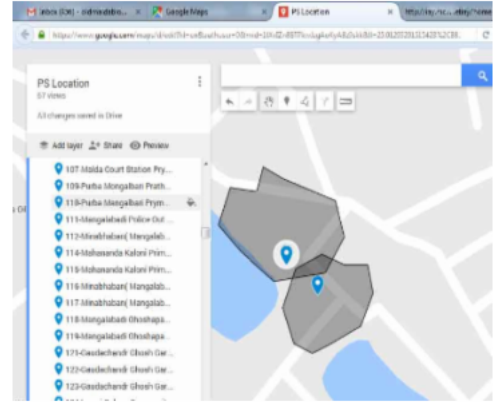 Google Maps
PS Location
PS Location
57 views
All changes saved in Drive
Add layer Share Preview
107-Malda Court Station Pry...
109-Purba Mongalbari Prath...
110-Purba Mangalbari Prym...
111-Mangalabadi Police Out ...
112-Minabhaban( Mangalab...
114-Mahananda Kaloni Prim...
115-Mahananda Kaloni Prim...
116-Minabhaban( Mangalab...
117-Minabhaban( Mangalab...
118-Mangalabadi Ghoshapa...
119-Mangalabadi Ghoshapa...
121-Gaudachandr Ghosh Gar...
122-Gaudachandr Ghosh Gar...
123-Gaudachandr Ghosh Gar...